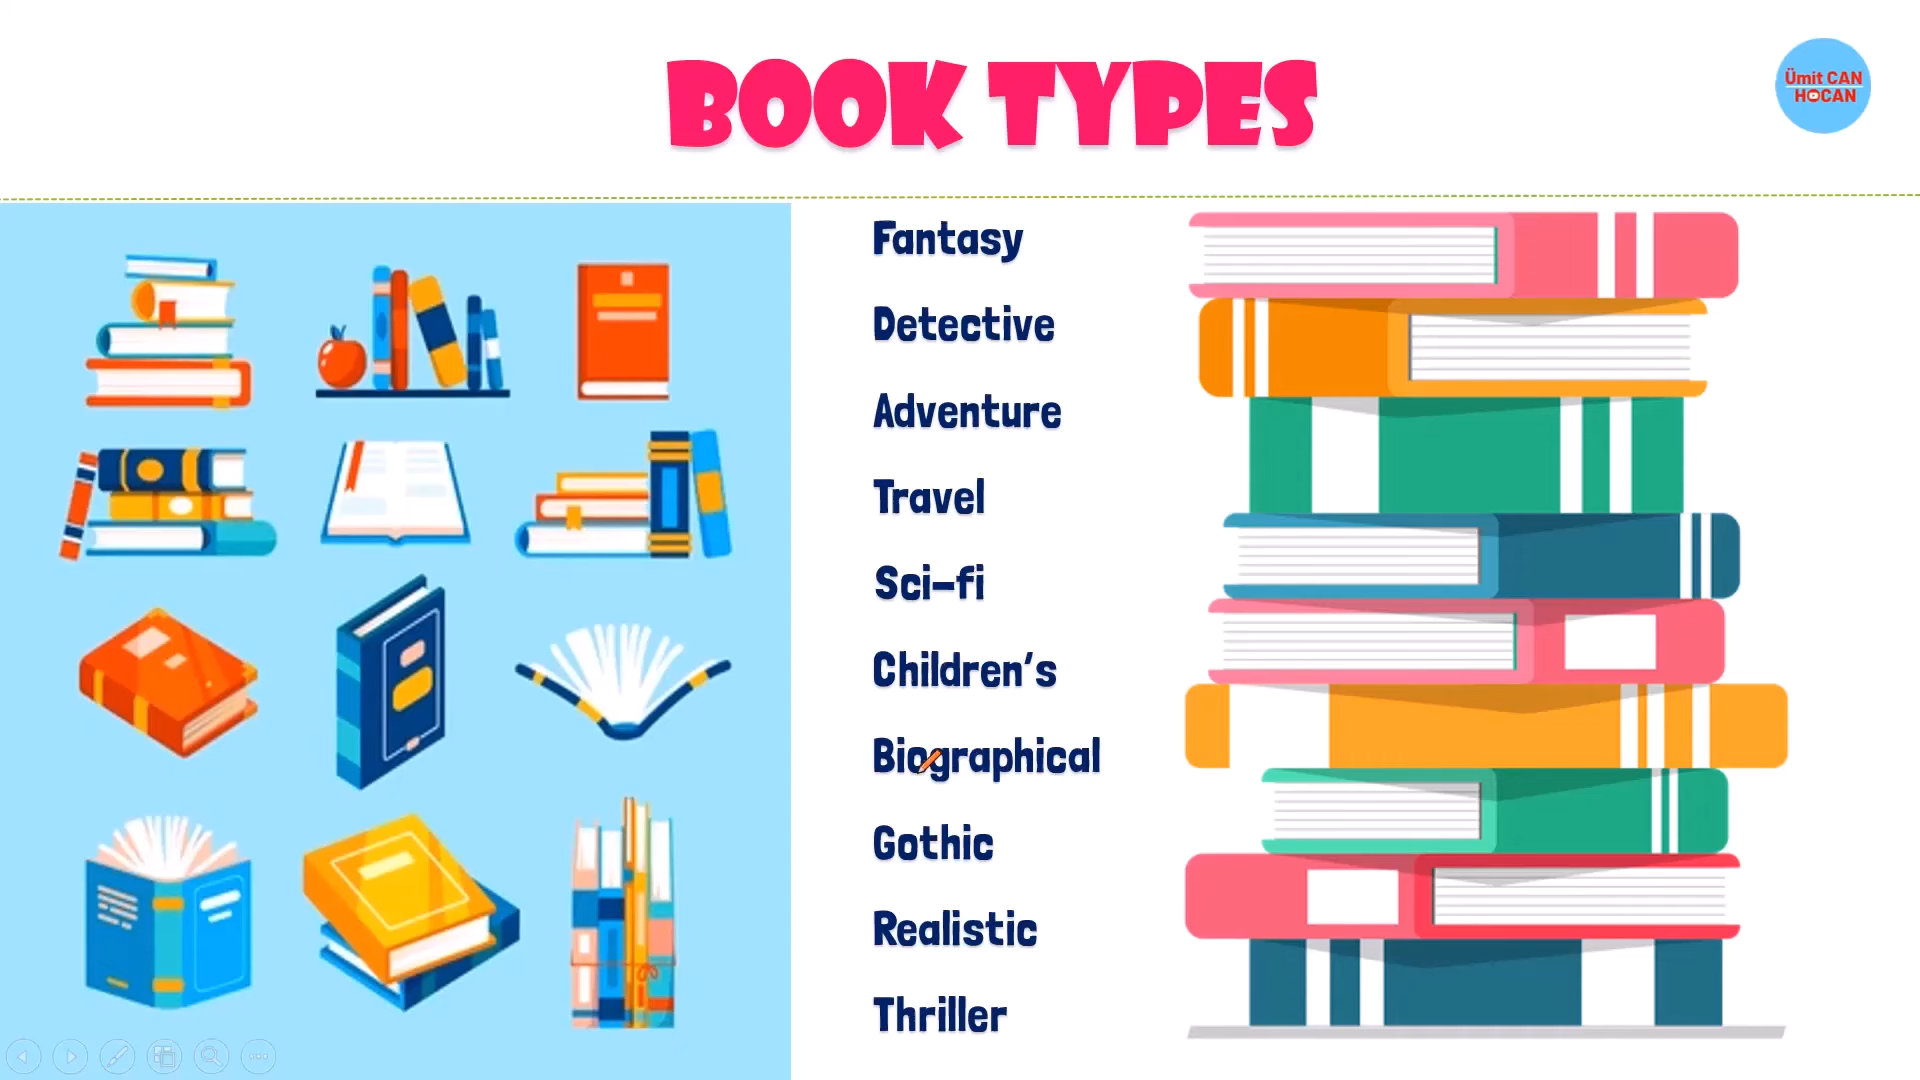 BOOK TYPES
Ümit CAN
HOCAN
Fantasy
Detective
Adventure
Travel
Sci-fi
Children's
Biographical
Gothic
Realistic
Thriller